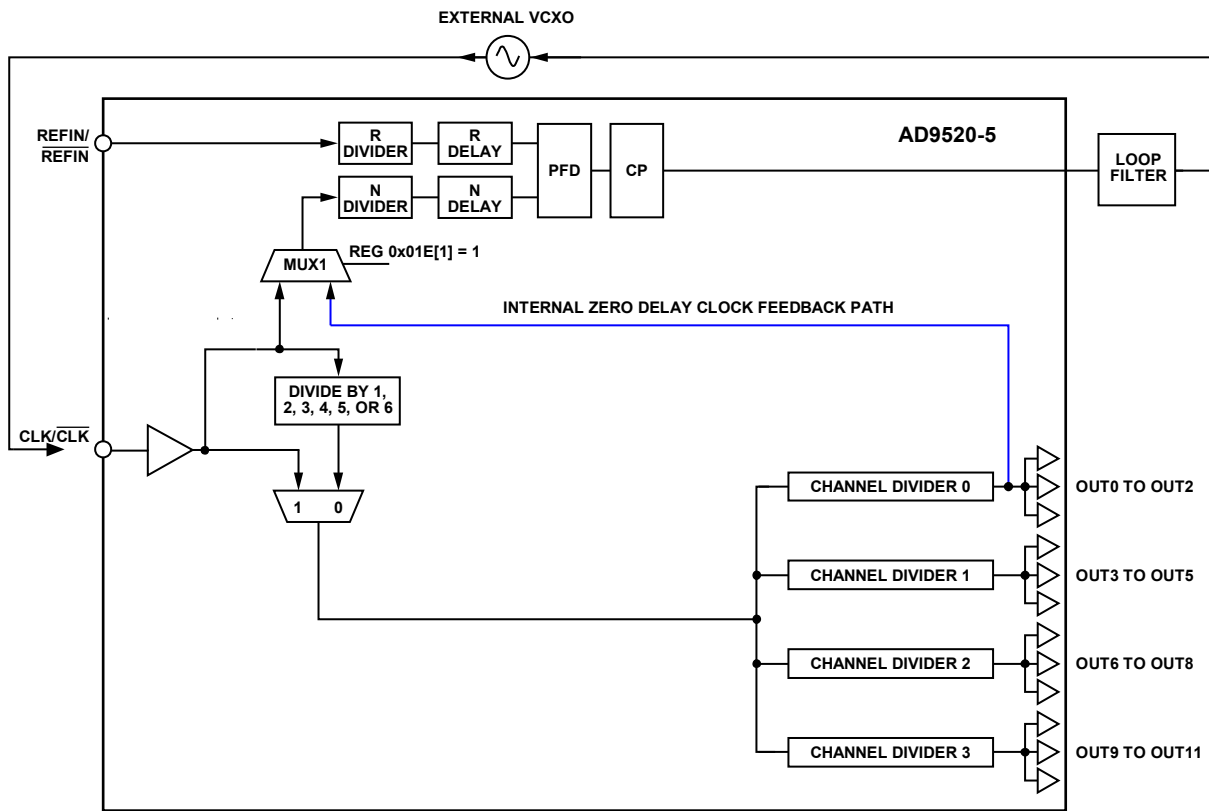 EXTERNAL VCXO
REFIN/
REFIN
R
DIVIDER
R
DELAY
PFD
CP
AD9520-5
LOOP
FILTER
N
DIVIDER
N
DELAY
MUX1
REG 0x01E[1] = 1
INTERNAL ZERO DELAY CLOCK FEEDBACK PATH
DIVIDE BY 1,
2, 3, 4, 5, OR 6
CLK/CLK
1 0
CHANNEL DIVIDER 0
OUT0 TO OUT2
CHANNEL DIVIDER 1
OUT3 TO OUT5
CHANNEL DIVIDER 2
OUT6 TO OUT8
CHANNEL DIVIDER 3
OUT9 TO OUT11